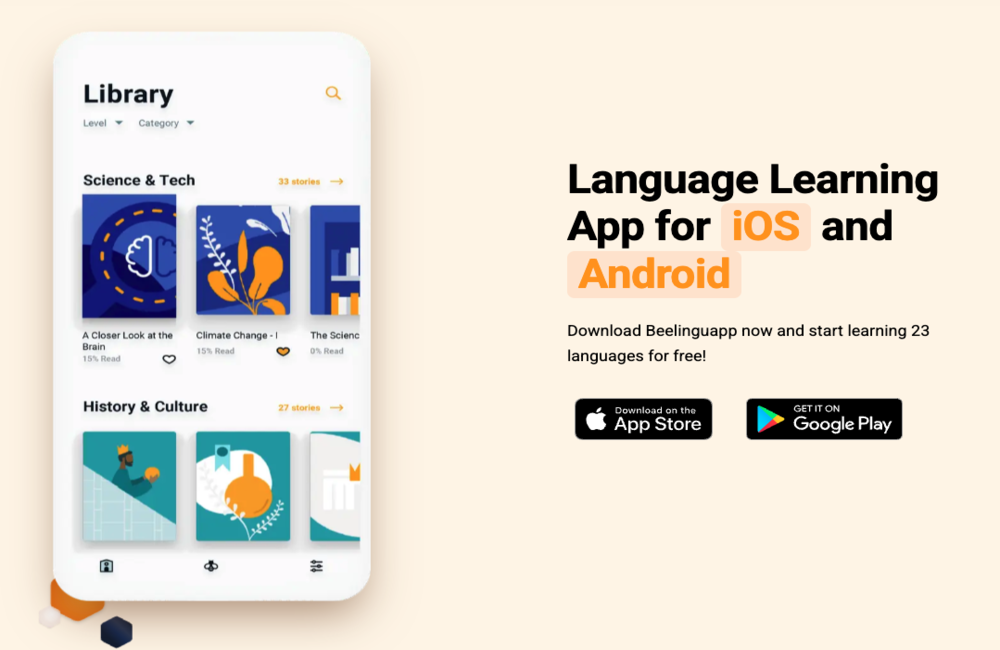 Library
Level Category
Science & Tech 33 stories
A Closer Look at the
Brain
15% Read
Climate Change - I
15% Read
The Scienc
0% Read
History & Culture 27 stories
Language Learning
App for iOS and
Android
Download Beelinguapp now and start learning 23
languages for free!
Download on the
App Store
GET IT ON
Google Play